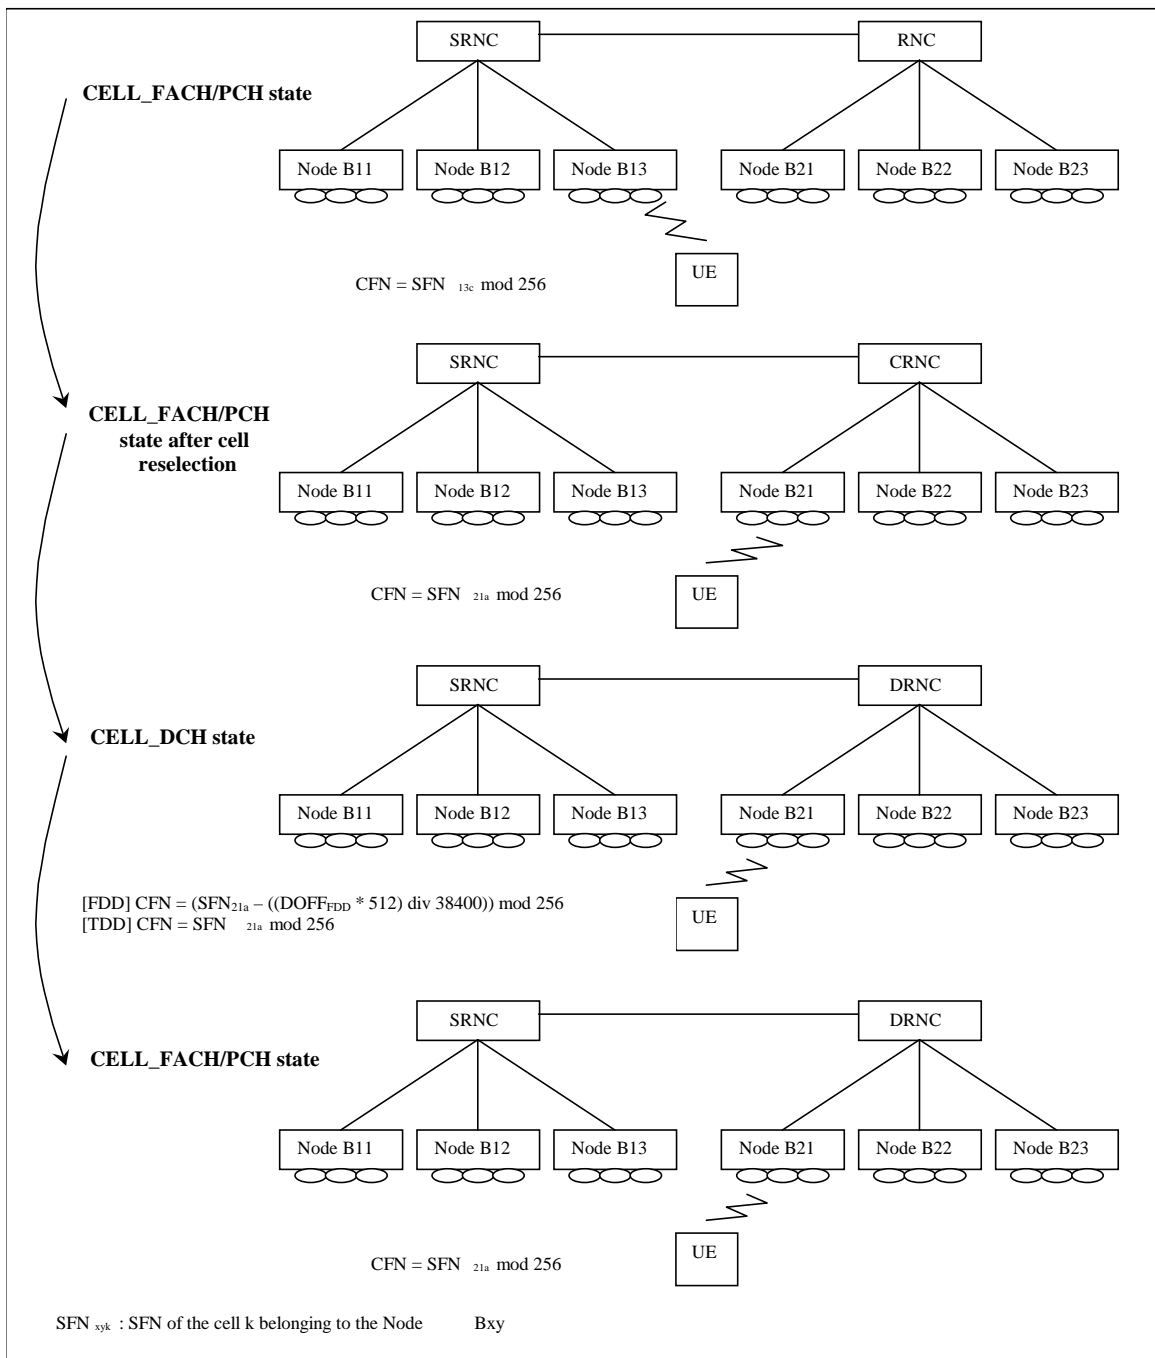 SRNC RNC
CELL_FACH/PCH state
Node B11 Node B12 Node B13 Node B21 Node B22 Node B23
UE
CFN = SFN 13c mod 256
SRNC CRNC
CELL_FACH/PCH
state after cell
reselection
Node B11 Node B12 Node B13 Node B21 Node B22 Node B23
UE
CFN = SFN 21a mod 256
SRNC DRNC
CELL_DCH state
Node B11 Node B12 Node B13 Node B21 Node B22 Node B23
[FDD] CFN = (SFN21a – ((DOFFFDD * 512) div 38400)) mod 256
UE
[TDD] CFN = SFN 21a mod 256
SRNC DRNC
CELL_FACH/PCH state
Node B11 Node B12 Node B13 Node B21 Node B22 Node B23
UE
CFN = SFN 21a mod 256
SFN xyk : SFN of the cell k belonging to the Node Bxy